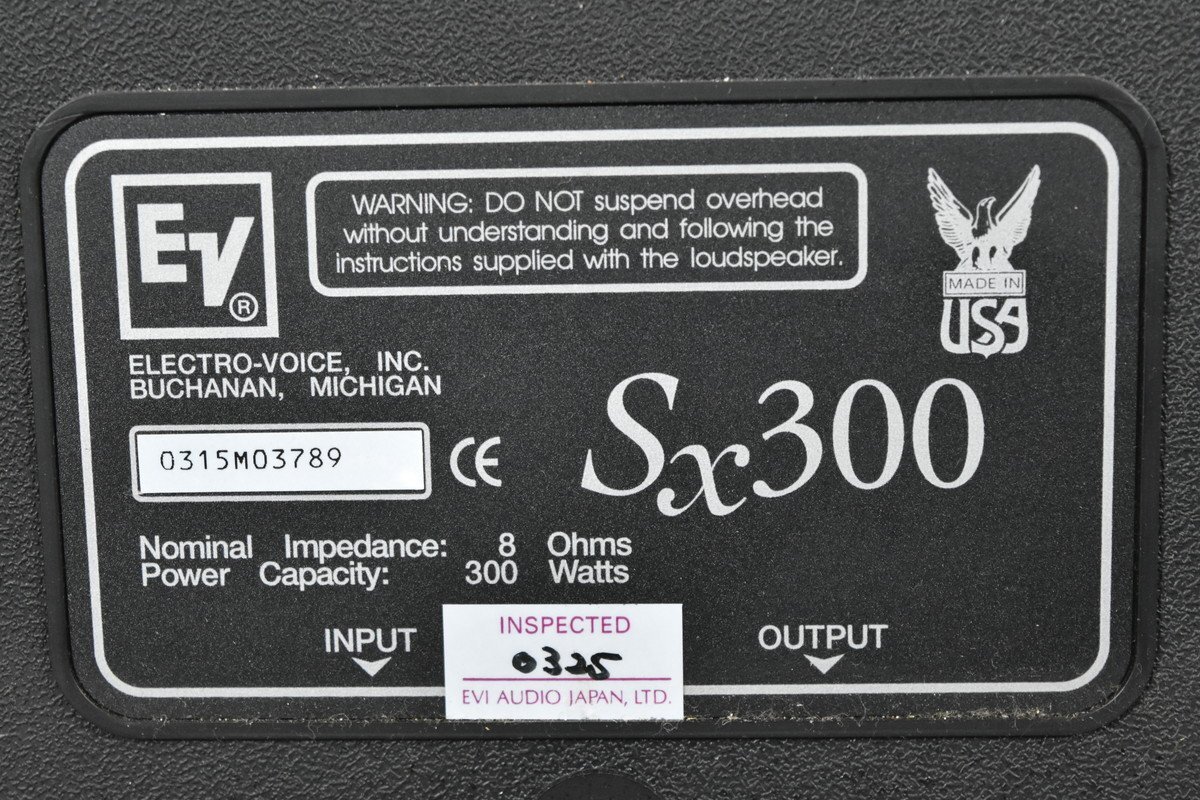 EV®
WARNING: DO NOT suspend overhead
without understanding and following the
instructions supplied with the loudspeaker.
MADE IN
USA
ELECTRO-VOICE, INC.
BUCHANAN, MICHIGAN
Sx300
0315M03789
CE
Nominal Impedance: 8 Ohms
Power Capacity: 300 Watts
INPUT
OUTPUT
INSPECTED
0325
EVI AUDIO JAPAN, LTD.